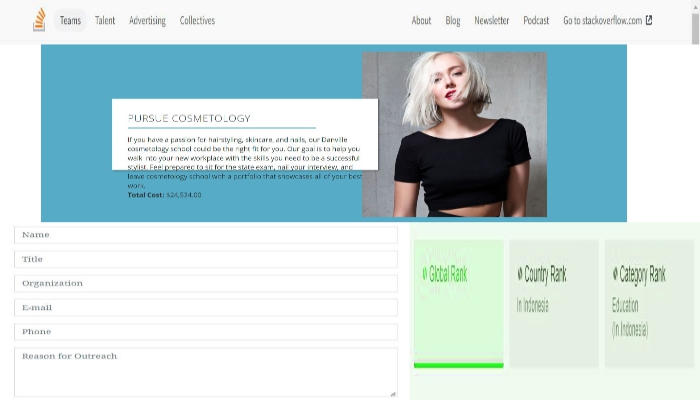 Teams Talent Advertising Collectives About Blog Newsletter Podcast Go to stackoverflow.com
PURSUE COSMETOLOGY
If you have a passion for hairstyling, skincare, and nails, our Danville
cosmetology school could be the right fit for you. Our goal is to help you
walk into your new workplace with the skills you need to be a successful
stylist. Feel prepared to sit for the state exam, nail your interview, and
leave cosmetology school with a portfolio that showcases all of your best
work.
Total Cost: $24,534.00
Name
Title
Organization
E-mail
Phone
Reason for Outreach
Global Rank
Country Rank
In Indonesia
Category Rank
Education
(In Indonesia)